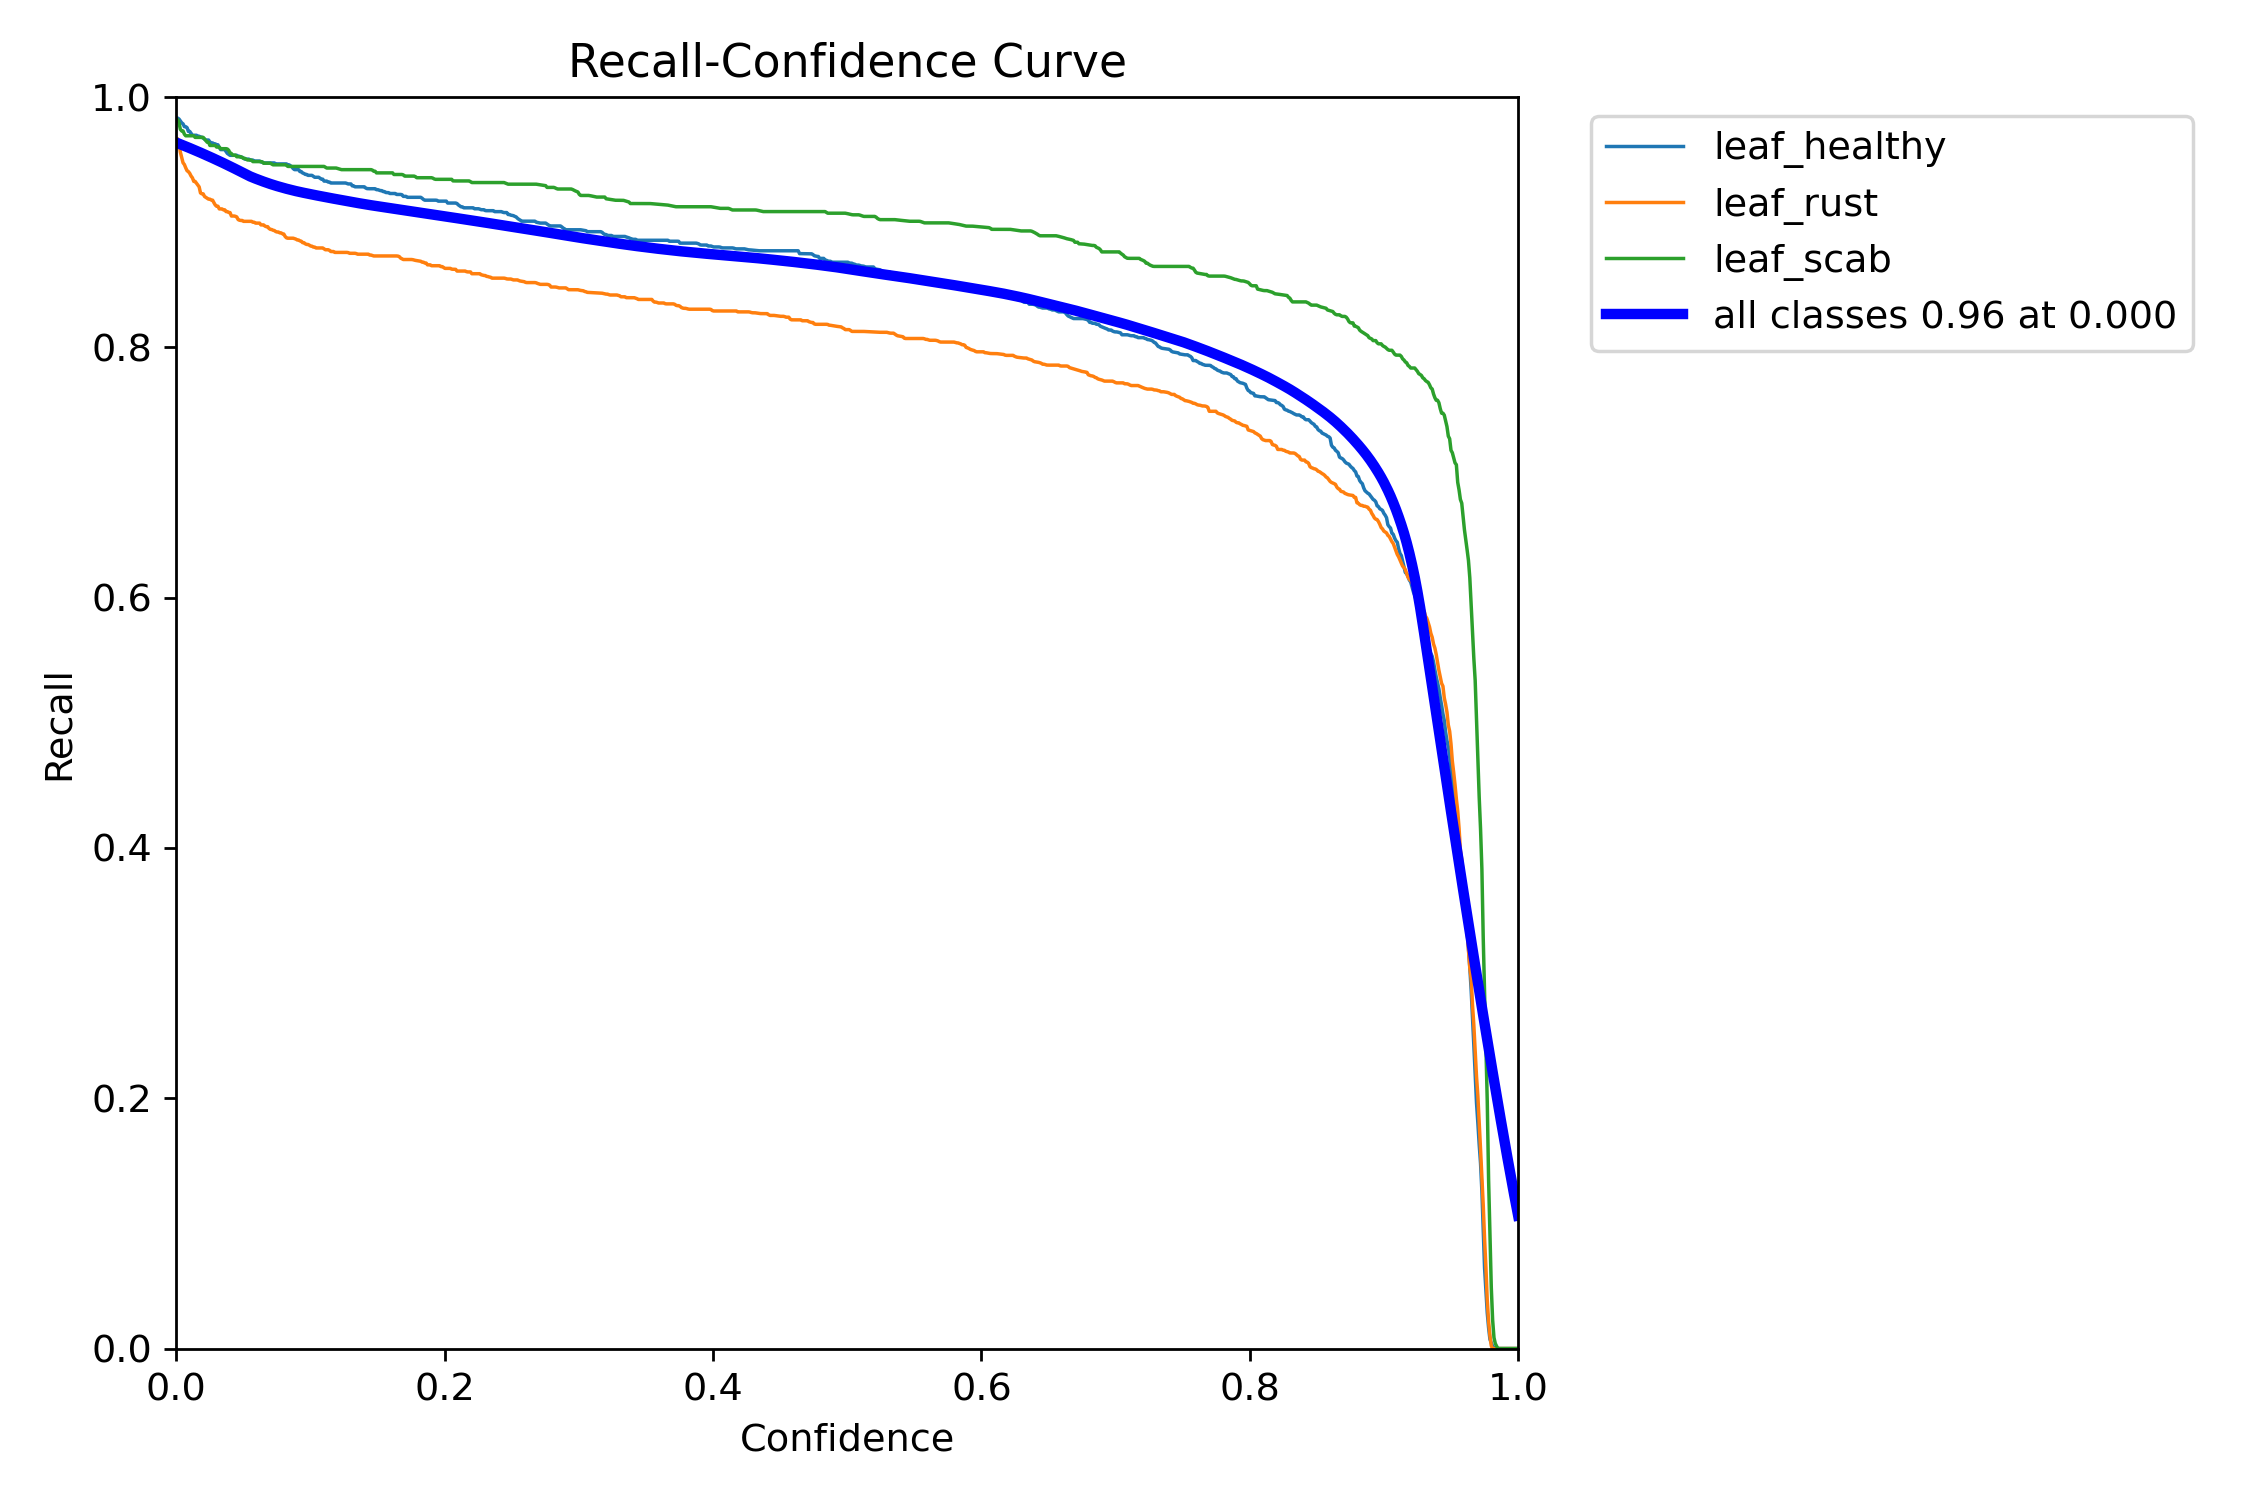 Recall-Confidence Curve
1.0
0.8
0.6
0.4
0.2
0.0
Recall
0.0 0.2 0.4 0.6 0.8 1.0
Confidence
leaf_healthy
leaf_rust
leaf_scab
all classes 0.96 at 0.000